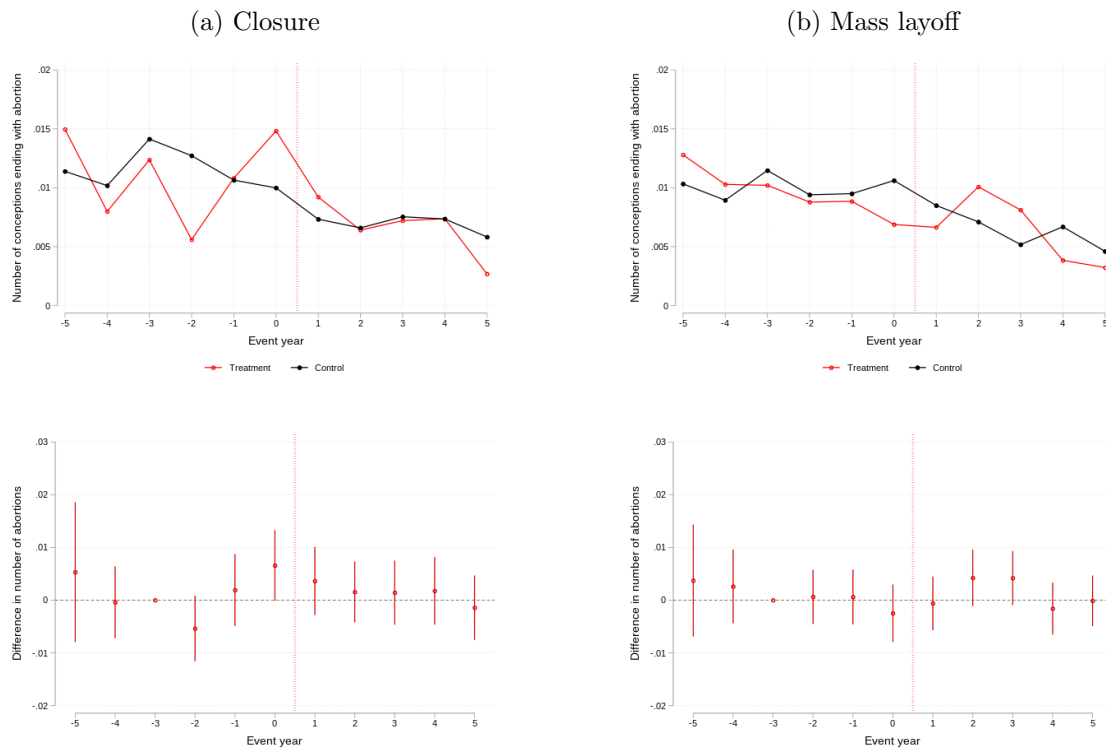 (a) Closure
Number of conceptions ending with abortion
.02
.015
.01
.005
0
-5 -4 -3 -2 -1 0 1 2 3 4 5
Event year
Treatment Control
(b) Mass layoff
Number of conceptions ending with abortion
.02
.015
.01
.005
0
-5 -4 -3 -2 -1 0 1 2 3 4 5
Event year
Treatment Control
Difference in number of abortions
.03
.02
.01
0
-.01
-.02
-5 -4 -3 -2 -1 0 1 2 3 4 5
Event year
Difference in number of abortions
.03
.02
.01
0
-.01
-.02
-5 -4 -3 -2 -1 0 1 2 3 4 5
Event year